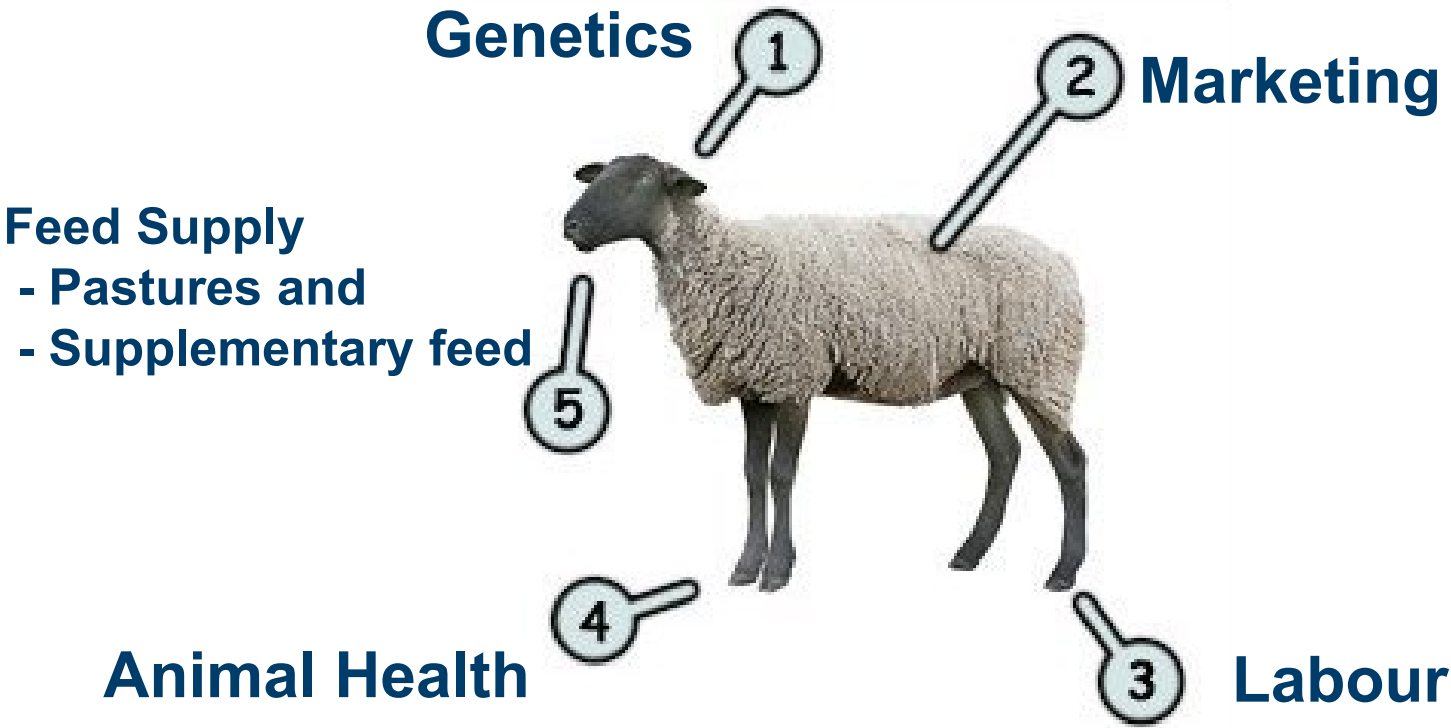 Genetics
1
2
Marketing
Feed Supply
- Pastures and
- Supplementary feed
5
4
Animal Health
3
Labour